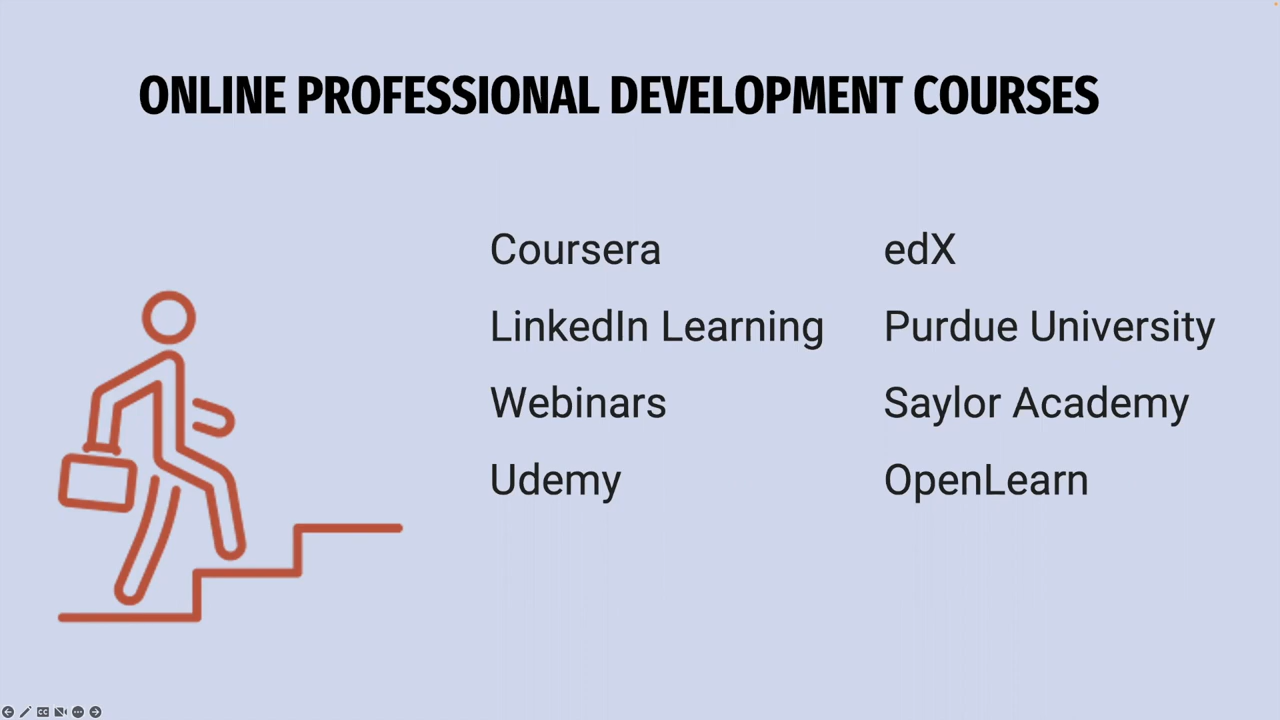 ONLINE PROFESSIONAL DEVELOPMENT COURSES
Coursera
LinkedIn Learning
Webinars
Udemy
edX
Purdue University
Saylor Academy
OpenLearn